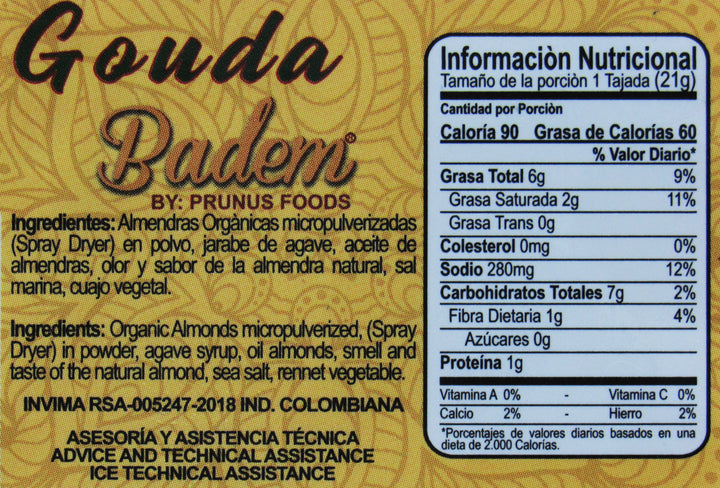 Gouda
Badem®
BY: PRUNUS FOODS
Ingredientes: Almendras Orgànicas micropulverizadas
(Spray Dryer) en polvo, jarabe de agave, aceite de
almendras, olor y sabor de la almendra natural, sal
marina, cuajo vegetal.
Ingredients: Organic Almonds micropulverized, (Spray
Dryer) in powder, agave syrup, oil almonds, smell and
taste of the natural almond, sea salt, rennet vegetable.
INVIMA RSA-005247-2018 IND. COLOMBIANA
ASESORÍA Y ASISTENCIA TÉCNICA
ADVICE AND TECHNICAL ASSISTANCE
ICE TECHNICAL ASSISTANCE
Informaciòn Nutricional
Tamaño de la porciòn 1 Tajada (21g)
Cantidad por Porciòn
Caloría 90 Grasa de Calorías 60
% Valor Diario*
Grasa Total 6g 9%
Grasa Saturada 2g 11%
Grasa Trans 0g
Colesterol 0mg 0%
Sodio 280mg 12%
Carbohidratos Totales 7g 2%
Fibra Dietaria 1g 4%
Azúcares 0g
Proteína 1g
Vitamina A 0% - Vitamina C 0%
Calcio 2% - Hierro 2%
*Porcentajes de valores diarios basados en una
dieta de 2.000 Calorías.